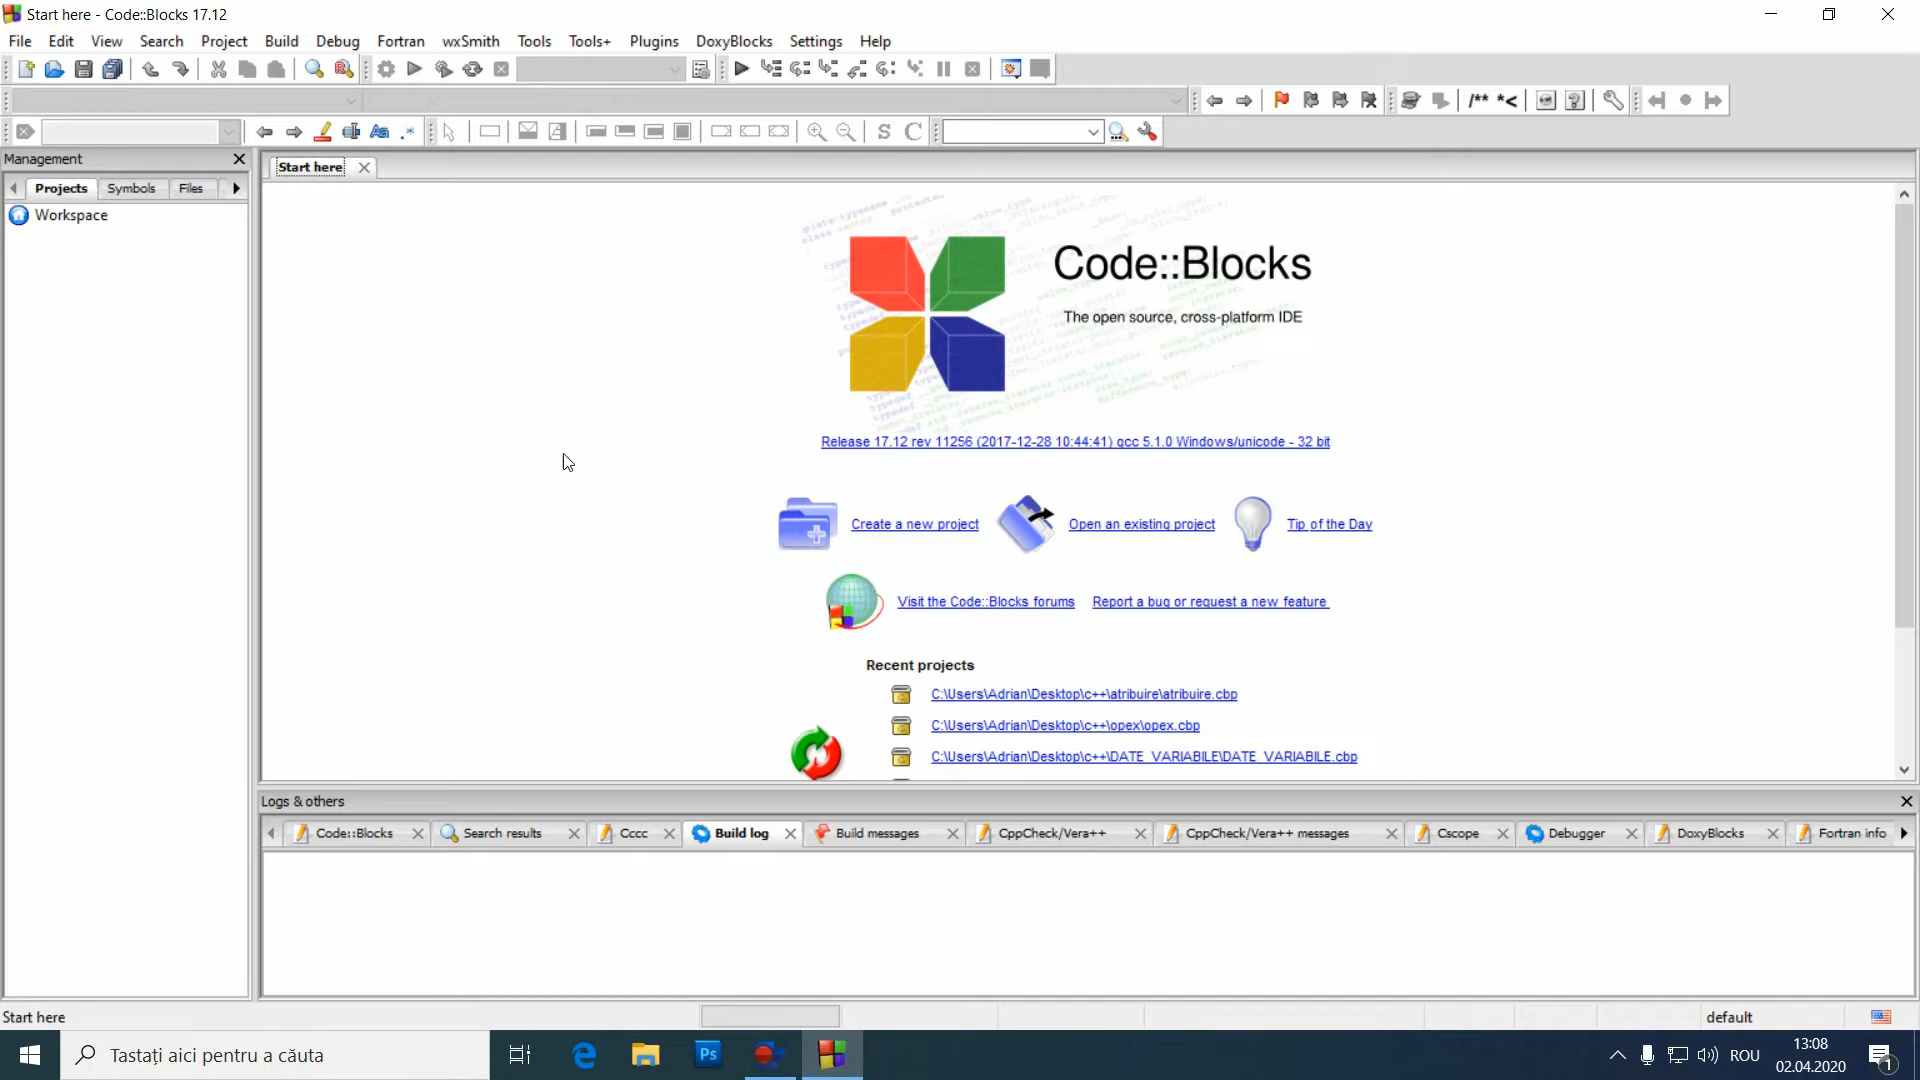 Start here - Code::Blocks 17.12
File Edit View Search Project Build Debug Fortran wxSmith Tools Tools+ Plugins DoxyBlocks Settings Help
/** *<
S C
Management
Projects Symbols Files
Workspace
Start here
Code::Blocks
The open source, cross-platform IDE
Release 17.12 rev 11256 (2017-12-28 10:44:41) gcc 5.1.0 Windows/unicode - 32 bit
Create a new project Open an existing project Tip of the Day
Visit the Code::Blocks forums Report a bug or request a new feature
Recent projects
C:\Users\Adrian\Desktop\c++\atribuire\atribuire.cbp
C:\Users\Adrian\Desktop\c++\opex\opex.cbp
C:\Users\Adrian\Desktop\c++\DATE_VARIABILE\DATE_VARIABILE.cbp
Logs & others
Code::Blocks Search results Cccc Build log Build messages CppCheck/Vera++ CppCheck/Vera++ messages Cscope Debugger DoxyBlocks Fortran info
Start here default
Tastați aici pentru a căuta
Ps
ROU
13:08
02.04.2020
1